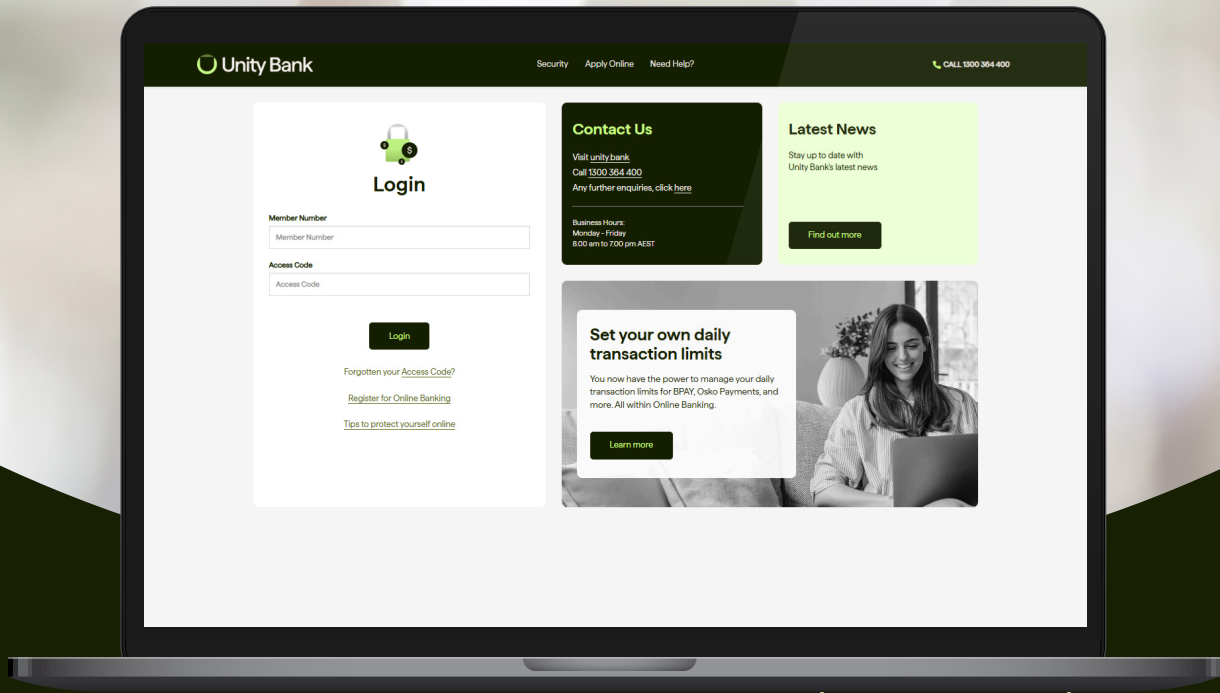 Unity Bank
Security
Apply Online
Need Help?
CALL 1300 364 400
Login
Member Number
Member Number
Access Code
Access Code
Login
Forgotten your Access Code?
Register for Online Banking
Tips to protect yourself online
Contact Us
Visit unity.bank
Call 1300 364 400
Any further enquiries, click here
Business Hours:
Monday - Friday
8.00 am to 7.00 pm AEST
Latest News
Stay up to date with
Unity Bank's latest news
Find out more
Set your own daily
transaction limits
You now have the power to manage your daily
transaction limits for BPAY, Osko Payments, and
more. All within Online Banking.
Learn more